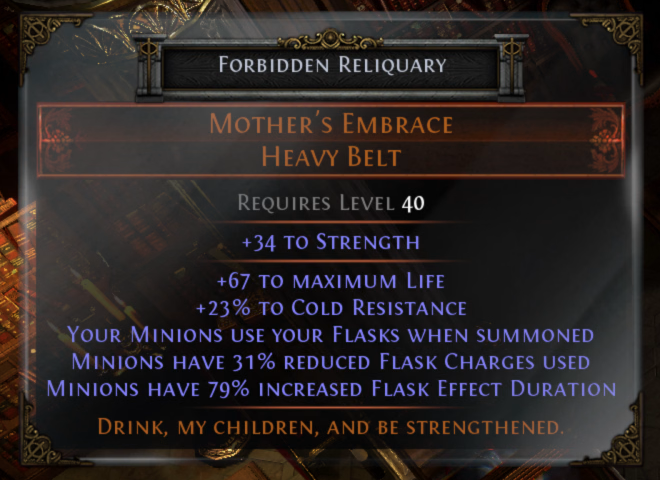 Forbidden Reliquary
Mother's Embrace
Heavy Belt
Requires Level 40
+34 to Strength
+67 to maximum Life
+23% to Cold Resistance
Your Minions use your Flasks when summoned
Minions have 31% reduced Flask Charges used
Minions have 79% increased Flask Effect Duration
Drink, my children, and be strengthened.